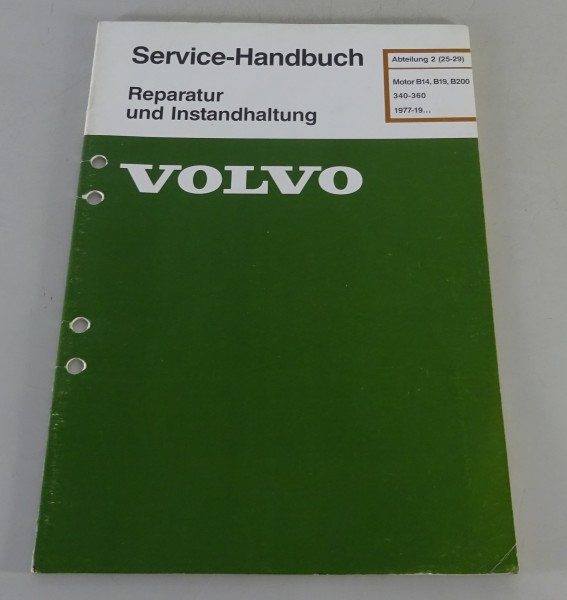 Service-Handbuch
Reparatur
und Instandhaltung
Abteilung 2 (25-29)
Motor B14, B19, B200
340-360
1977-19....
VOLVO